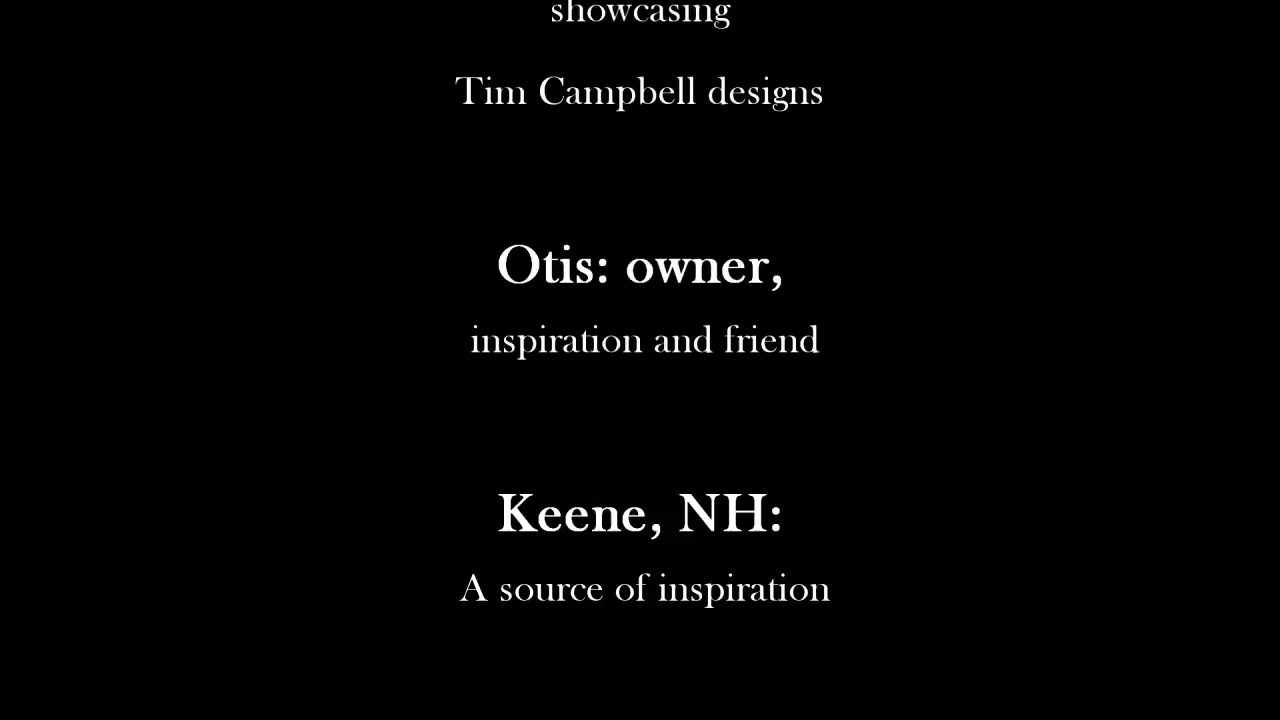 showcasing
Tim Campbell designs
Otis: owner,
inspiration and friend
Keene, NH:
A source of inspiration